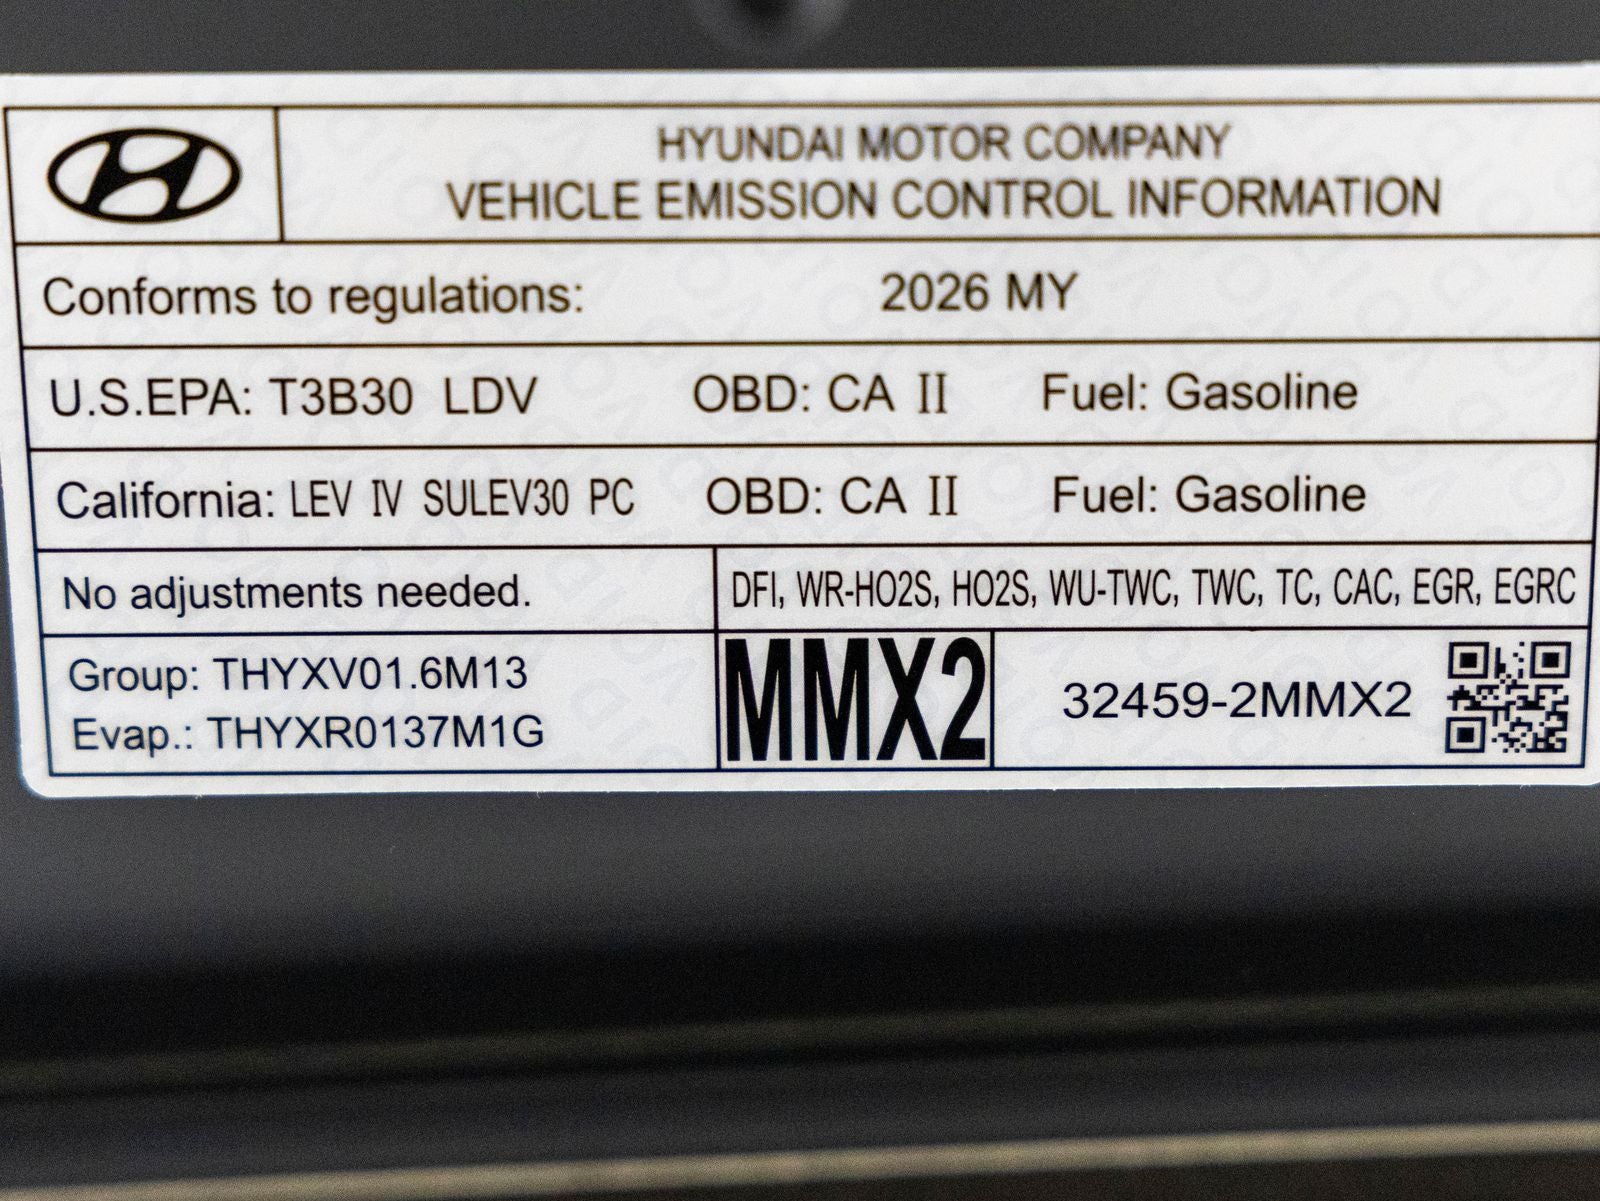 HYUNDAI MOTOR COMPANY
VEHICLE EMISSION CONTROL INFORMATION
Conforms to regulations: 2026 MY
U.S.EPA: T3B30 LDV OBD: CA II Fuel: Gasoline
California: LEV IV SULEV30 PC OBD: CA II Fuel: Gasoline
No adjustments needed. DFI, WR-HO2S, HO2S, WU-TWC, TWC, TC, CAC, EGR, EGRC
Group: THYXV01.6M13
Evap.: THYXR0137M1G
MMX2
32459-2MMX2